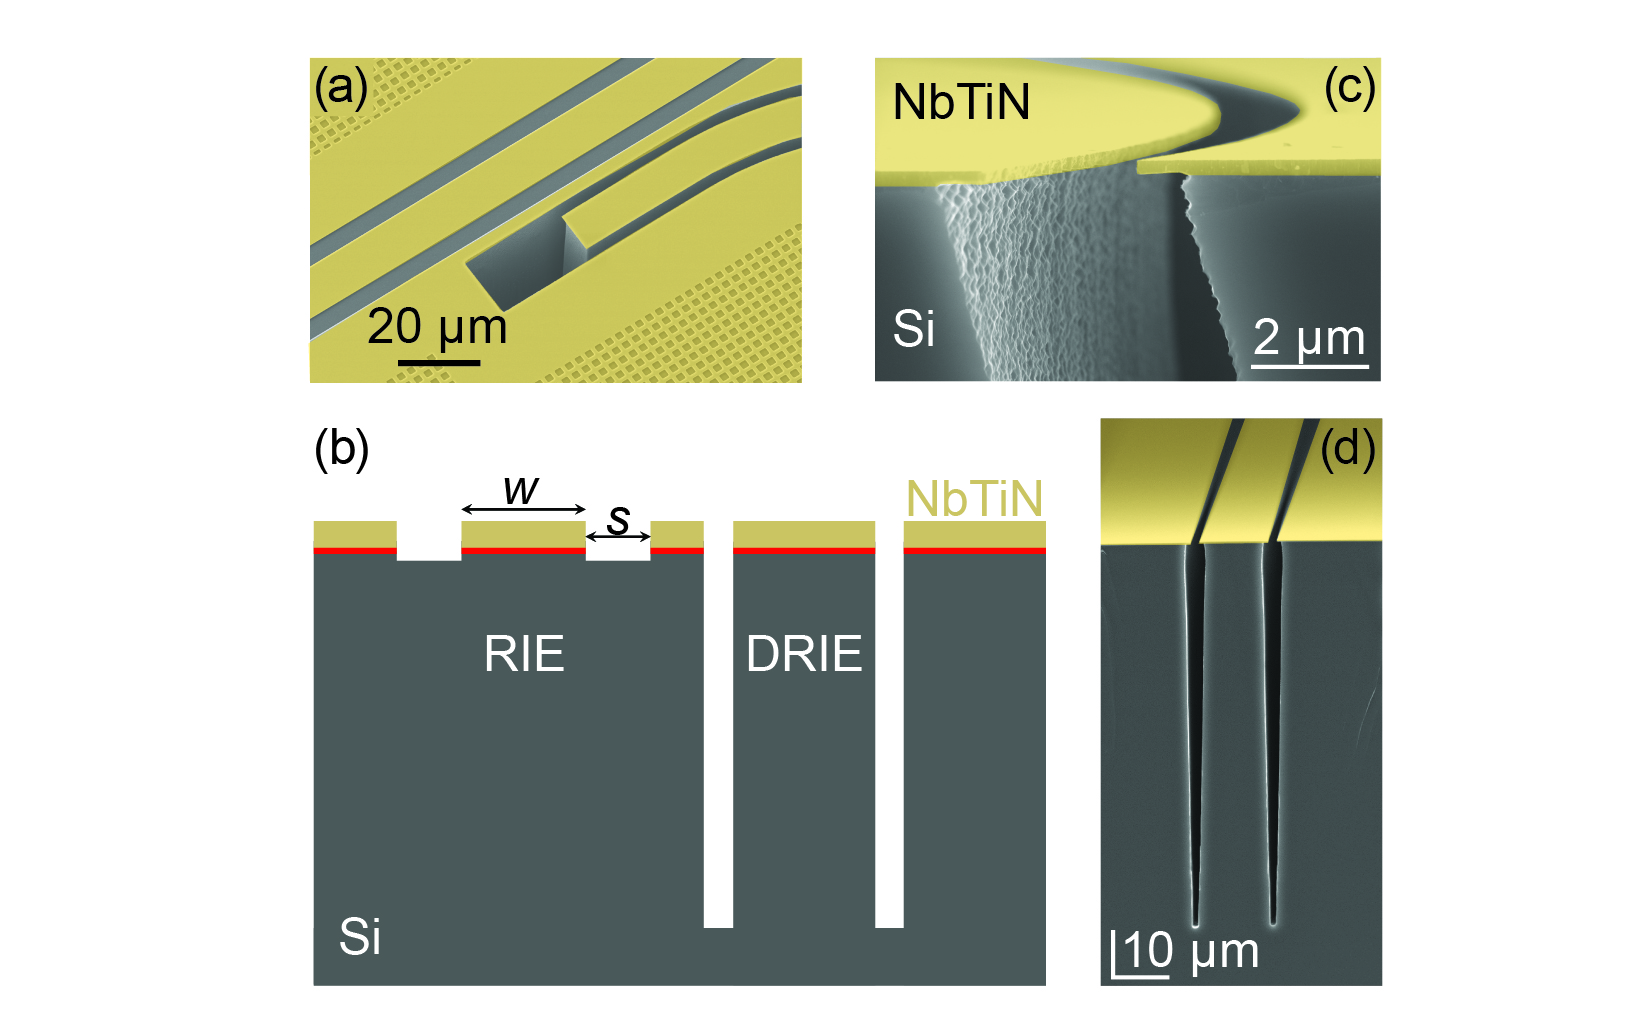 (a)
20 µm
(c)
NbTiN
Si
2 µm
(b)
w
s
NbTiN
RIE
DRIE
Si
(d)
10 µm